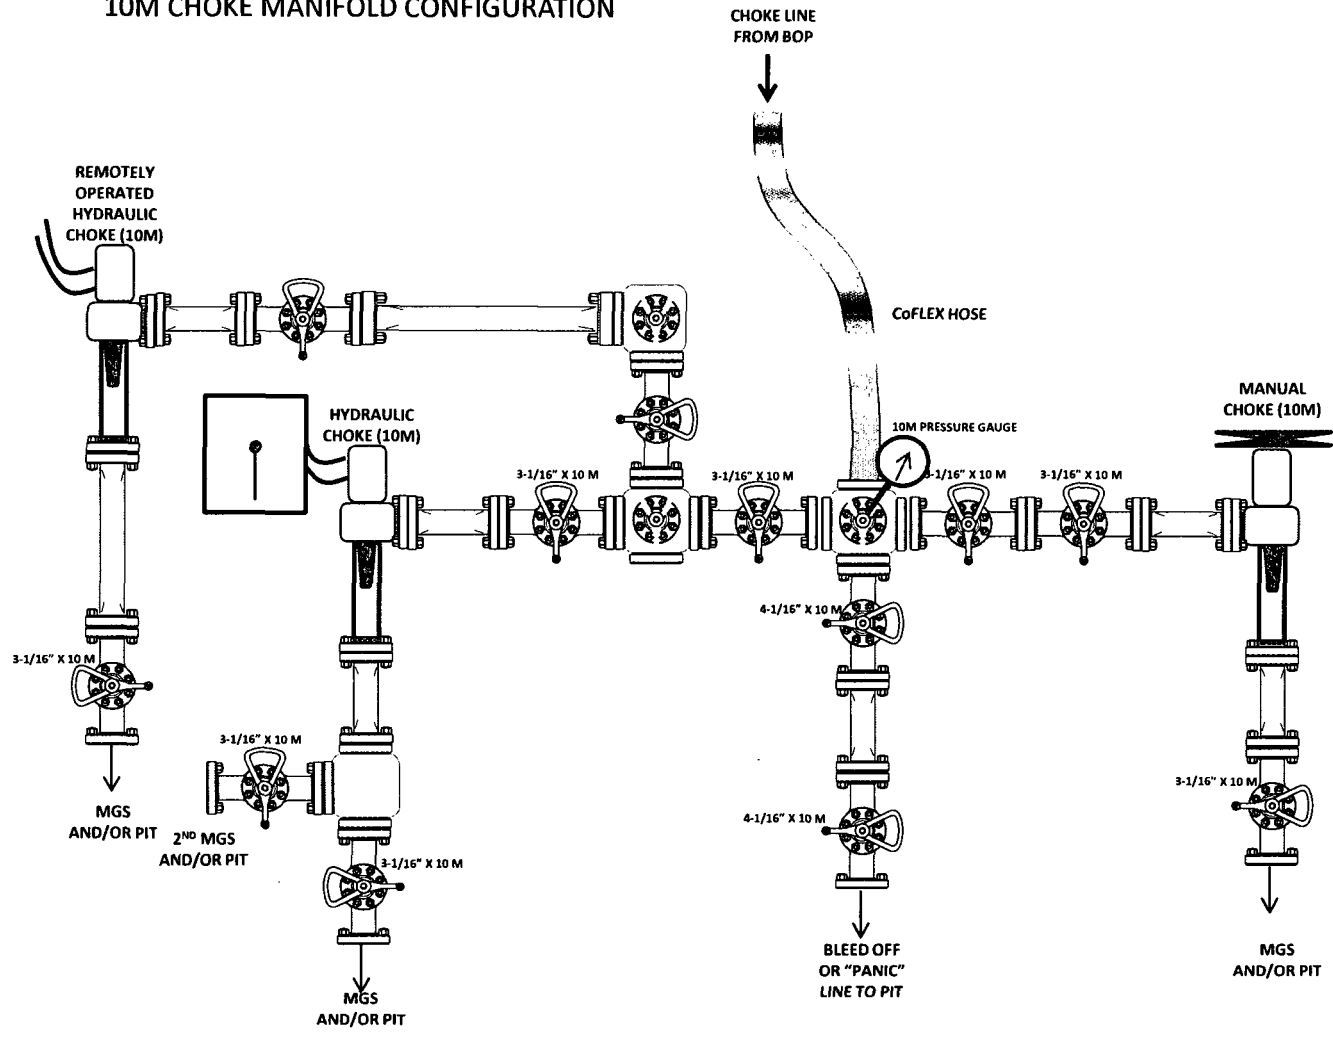 10M CHOKE MANIFOLD CONFIGURATION
CHOKE LINE
FROM BOP
REMOTELY
OPERATED
HYDRAULIC
CHOKE (10M)
CoFLEX HOSE
HYDRAULIC
CHOKE (10M)
MANUAL
CHOKE (10M)
10M PRESSURE GAUGE
3-1/16" X 10 M
3-1/16" X 10 M
3-1/16" X 10 M
3-1/16" X 10 M
4-1/16" X 10 M
3-1/16" X 10 M
3-1/16" X 10 M
3-1/16" X 10 M
4-1/16" X 10 M
3-1/16" X 10 M
MGS
AND/OR PIT
2ND MGS
AND/OR PIT
BLEED OFF
OR "PANIC"
LINE TO PIT
MGS
AND/OR PIT
MGS
AND/OR PIT